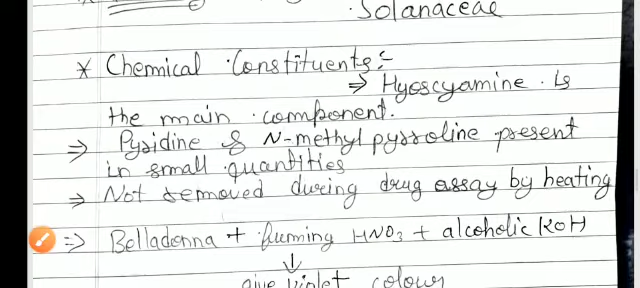 Solanaceae
* Chemical Constituents :-
⇒ Hyoscyamine is
the main component.
⇒ Pyridine & N-methyl pyrroline present
in small quantities
⇒ Not removed during drug assay by heating
⇒ Belladonna + fuming HNO3 + alcoholic KOH
↓
give violet colour